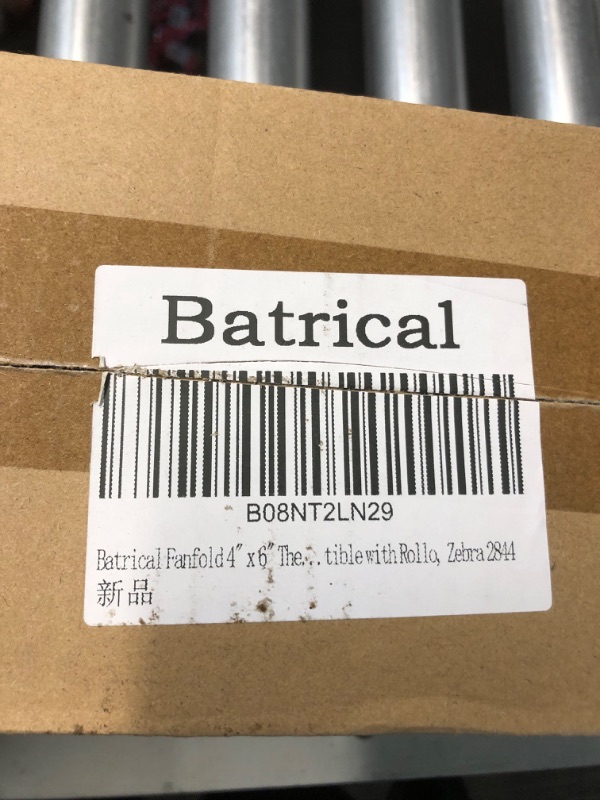 Batrical
B08NT2LN29
Batrical Fanfold 4" x 6" The... tible with Rollo, Zebra 2844
新品